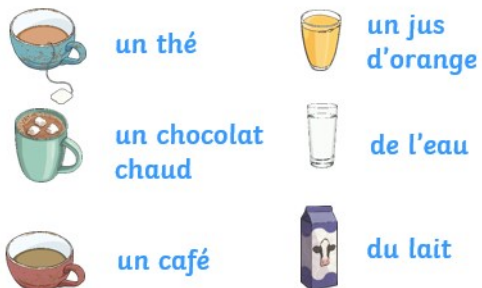 un thé
un jus
d'orange
un chocolat
chaud
de l'eau
un café
du lait